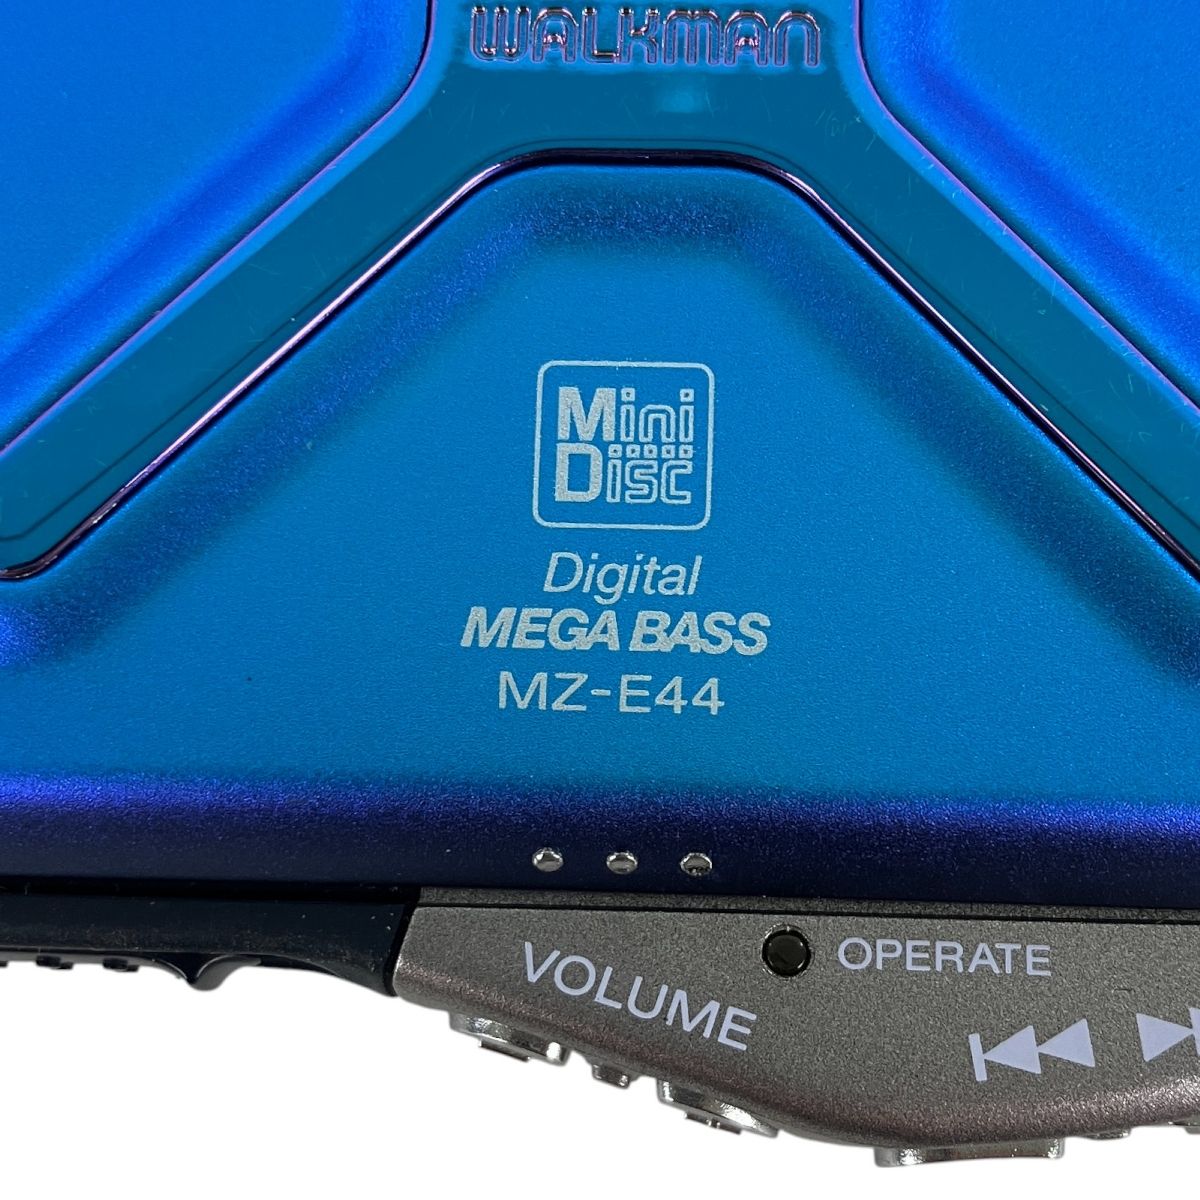 WALKMAN
Mini
Disc
Digital
MEGA BASS
MZ-E44
VOLUME
OPERATE